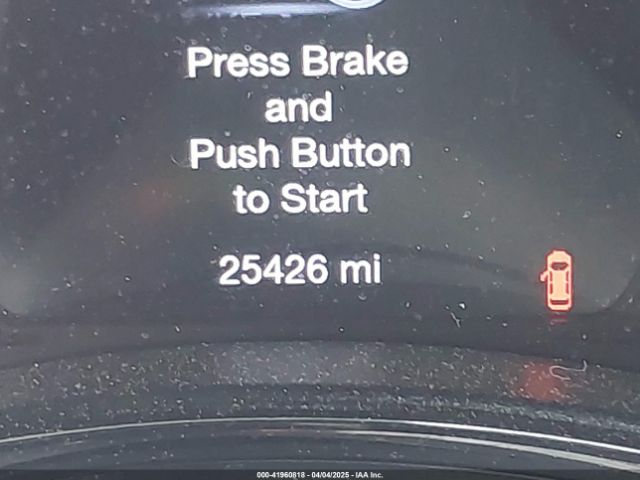 Press Brake
and
Push Button
to Start
25426 mi
000-41960818 - 04/04/2025 - IAA Inc.